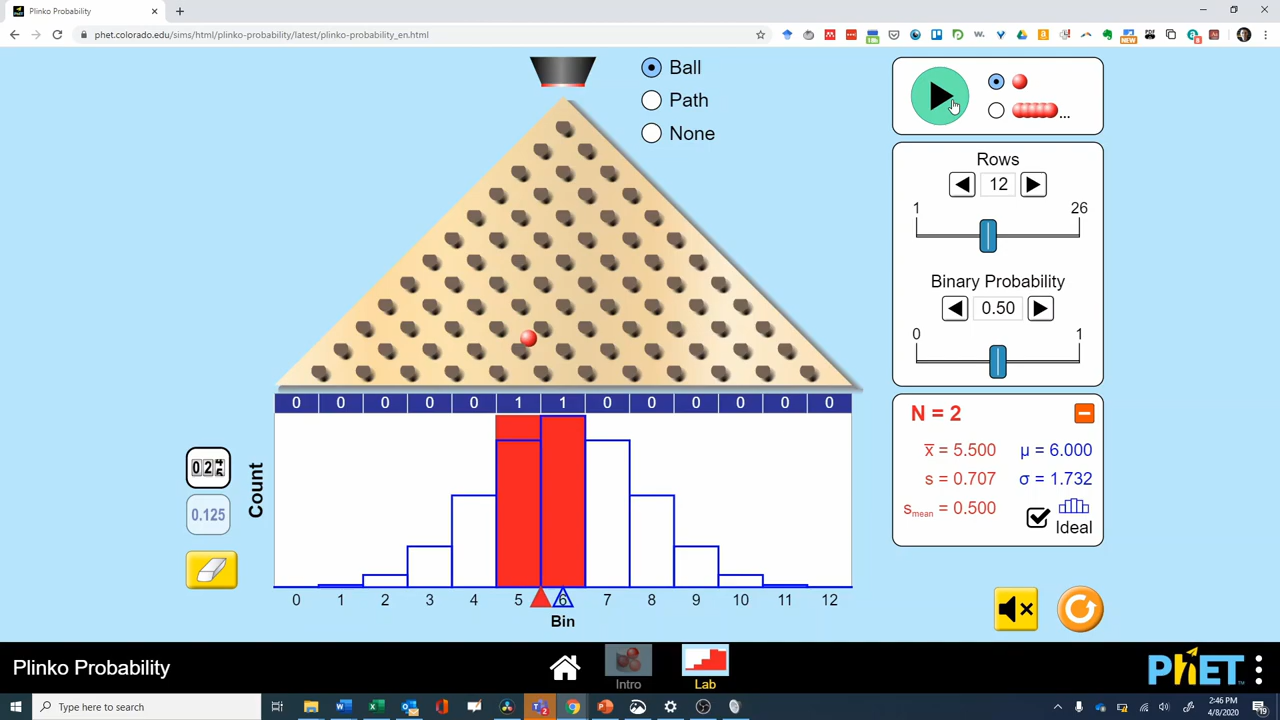 Plinko Probability
phet.colorado.edu/sims/html/plinko-probability/latest/plinko-probability_en.html
Ball
Path
None
...
Rows
12
1 26
Binary Probability
0.50
0 1
0 0 0 0 0 1 1 0 0 0 0 0 0
N = 2
x̅ = 5.500 μ = 6.000
s = 0.707 σ = 1.732
s mean = 0.500
Ideal
Count
0.125
0 1 2 3 4 5 6 7 8 9 10 11 12
Bin
Plinko Probability
Intro
Lab
PhET
Type here to search
2:46 PM
4/8/2020